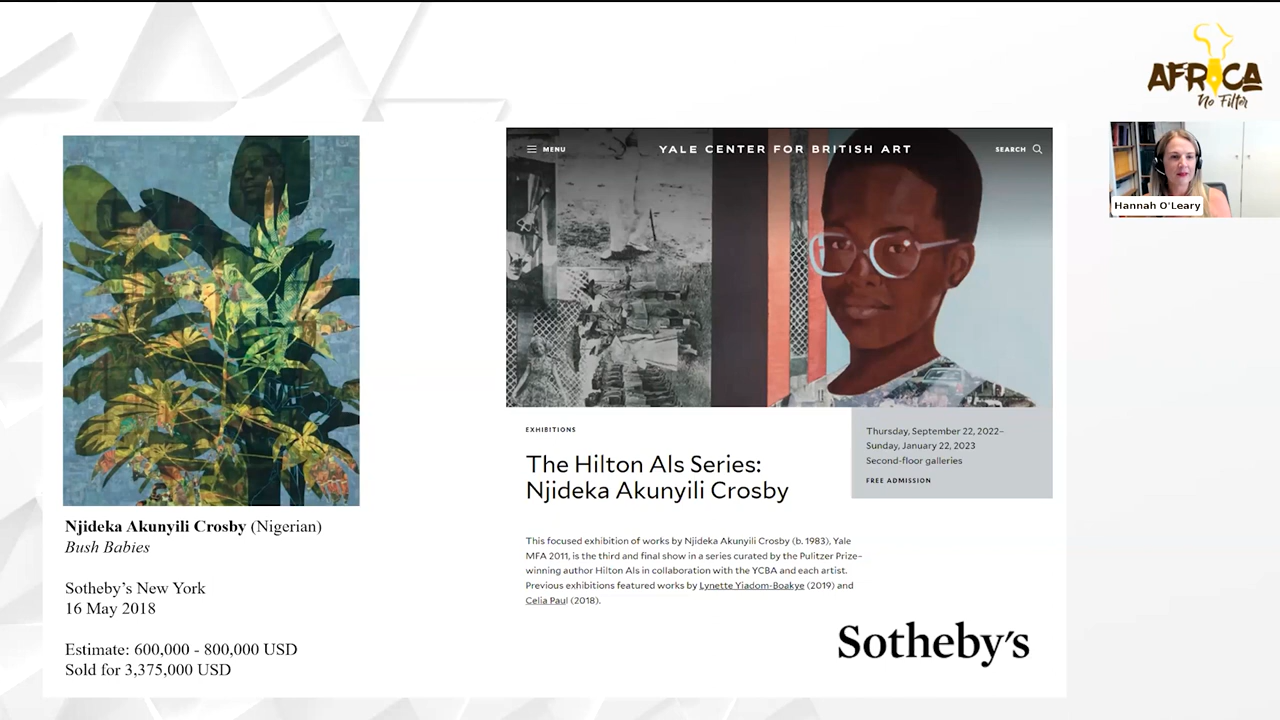 AFRICA
No Filter
Hannah O'Leary
MENU
YALE CENTER FOR BRITISH ART
SEARCH
EXHIBITIONS
The Hilton Als Series:
Njideka Akunyili Crosby
Thursday, September 22, 2022–
Sunday, January 22, 2023
Second-floor galleries
FREE ADMISSION
This focused exhibition of works by Njideka Akunyili Crosby (b. 1983), Yale
MFA 2011, is the third and final show in a series curated by the Pulitzer Prize–
winning author Hilton Als in collaboration with the YCBA and each artist.
Previous exhibitions featured works by Lynette Yiadom-Boakye (2019) and
Celia Paul (2018).
Njideka Akunyili Crosby (Nigerian)
Bush Babies
Sotheby's New York
16 May 2018
Estimate: 600,000 - 800,000 USD
Sold for 3,375,000 USD
Sotheby's